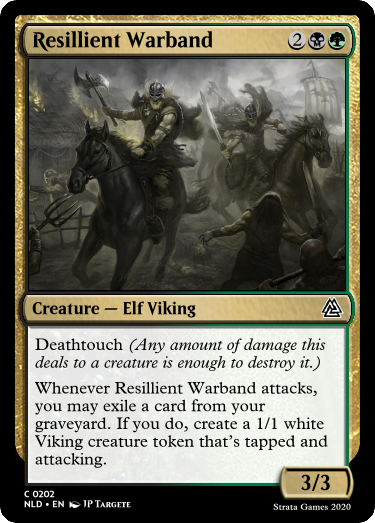 Resillient Warband 2
Creature — Elf Viking
Deathtouch (Any amount of damage this
deals to a creature is enough to destroy it.)
Whenever Resillient Warband attacks,
you may exile a card from your
graveyard. If you do, create a 1/1 white
Viking creature token that's tapped and
attacking.
3/3
C 0202
NLD • EN JP Targete
Strata Games 2020